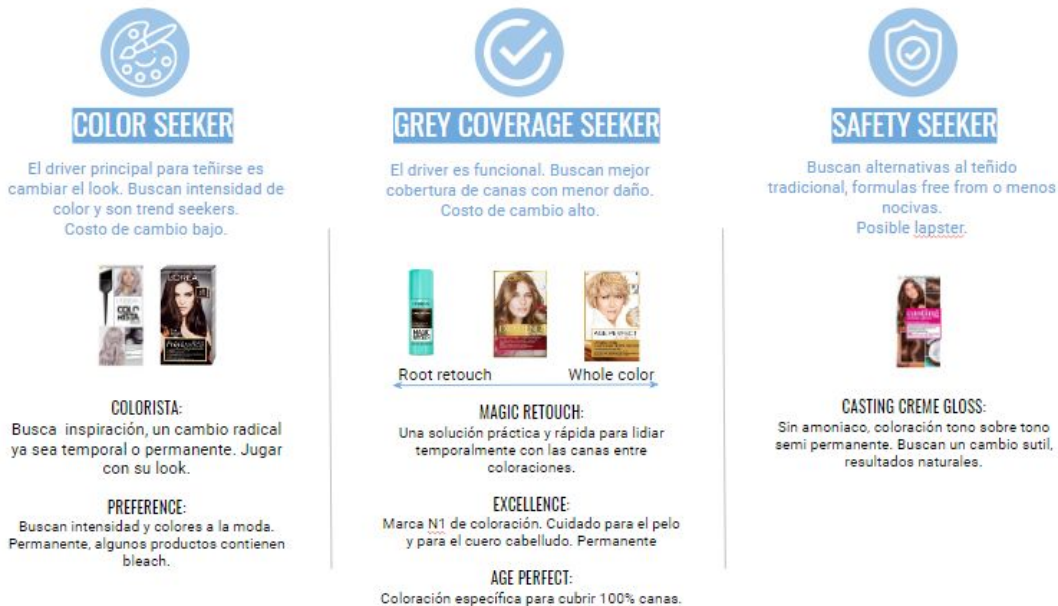 COLOR SEEKER
El driver principal para teñirse es
cambiar el look. Buscan intensidad de
color y son trend seekers.
Costo de cambio bajo.
COLORISTA:
Busca inspiración, un cambio radical
ya sea temporal o permanente. Jugar
con su look.
PREFERENCE:
Buscan intensidad y colores a la moda.
Permanente, algunos productos contienen
bleach.
GREY COVERAGE SEEKER
El driver es funcional. Buscan mejor
cobertura de canas con menor daño.
Costo de cambio alto.
AGE PERFECT
Root retouch
Whole color
MAGIC RETOUCH:
Una solución práctica y rápida para lidiar
temporalmente con las canas entre
coloraciones.
EXCELLENCE:
Marca N1 de coloración. Cuidado para el pelo
y para el cuero cabelludo. Permanente
AGE PERFECT:
Coloración específica para cubrir 100% canas.
SAFETY SEEKER
Buscan alternativas al teñido
tradicional, formulas free from o menos
nocivas.
Posible lapster.
CASTING CREME GLOSS:
Sin amoniaco, coloración tono sobre tono
semi permanente. Buscan un cambio sutil,
resultados naturales.